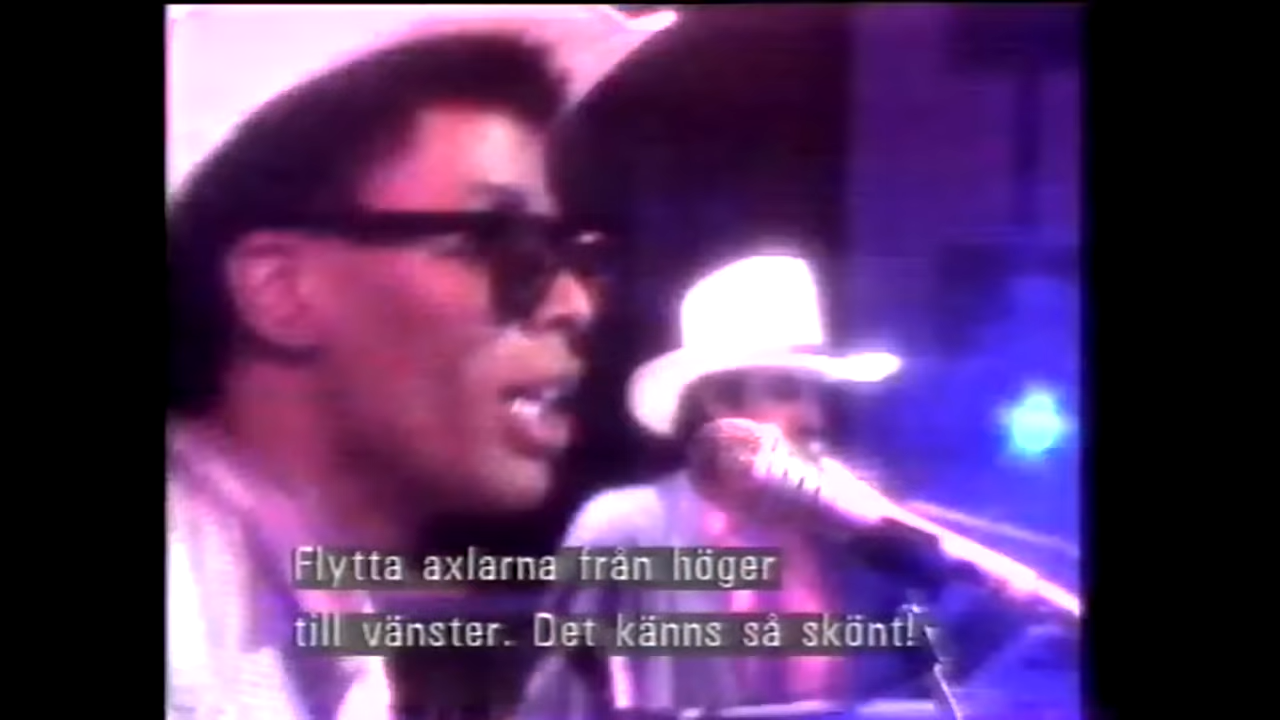 Flytta axlarna från höger
till vänster. Det känns så skönt!